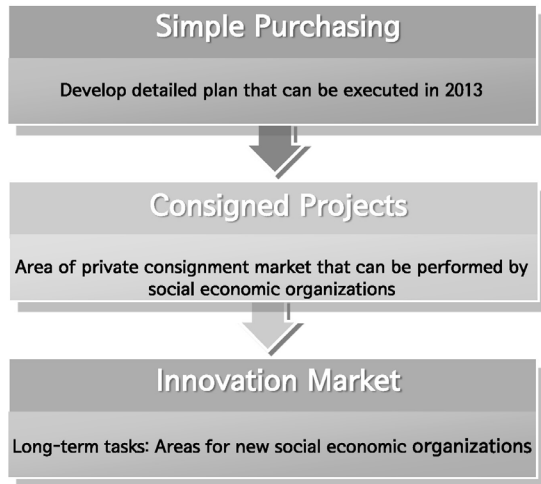 Simple Purchasing
Develop detailed plan that can be executed in 2013
Consigned Projects
Area of private consignment market that can be performed by
social economic organizations
Innovation Market
Long-term tasks: Areas for new social economic organizations